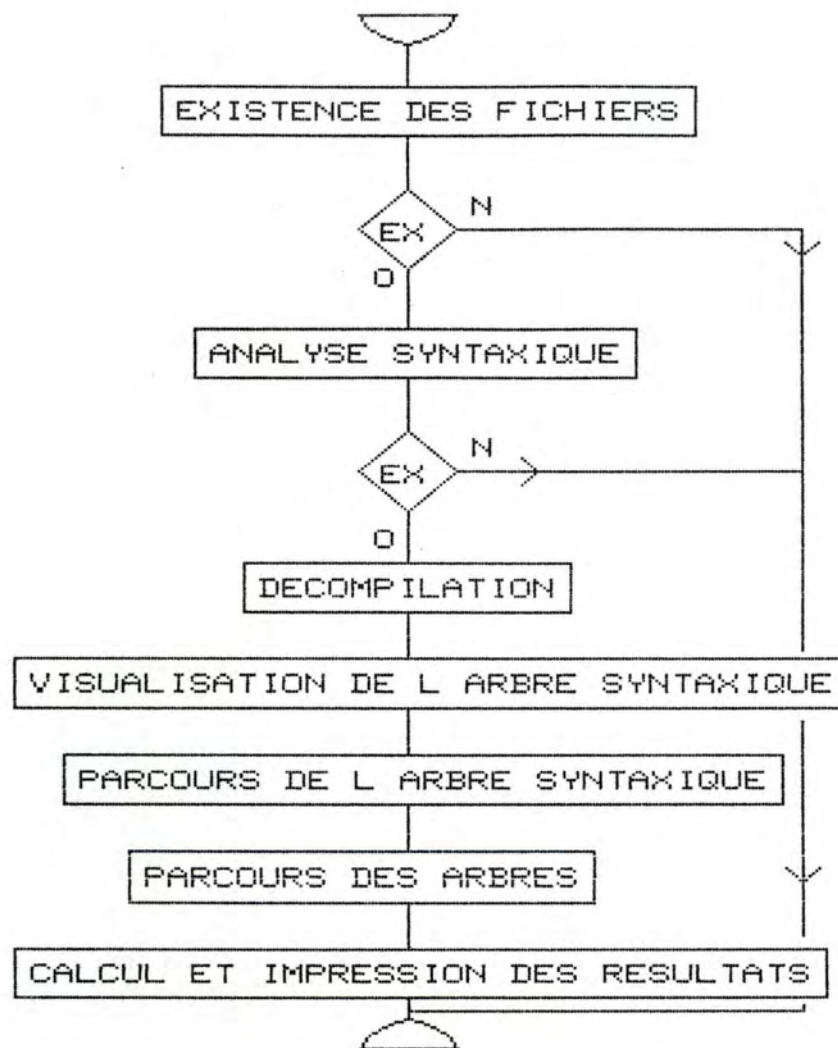 EXISTENCE DES FICHIERS
N
EX
O
ANALYSE SYNTAXIQUE
N
EX
O
DECOMPILATION
VISUALISATION DE L ARBRE SYNTAXIQUE
PARCOURS DE L ARBRE SYNTAXIQUE
PARCOURS DES ARBRES
CALCUL ET IMPRESSION DES RESULTATS